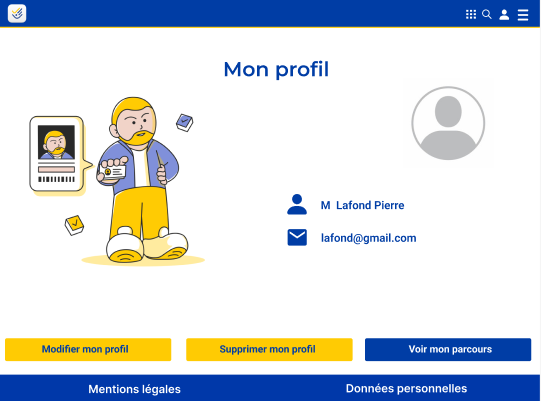 Mon profil
M Lafond Pierre
lafond@gmail.com
Modifier mon profil
Supprimer mon profil
Voir mon parcours
Mentions légales
Données personnelles